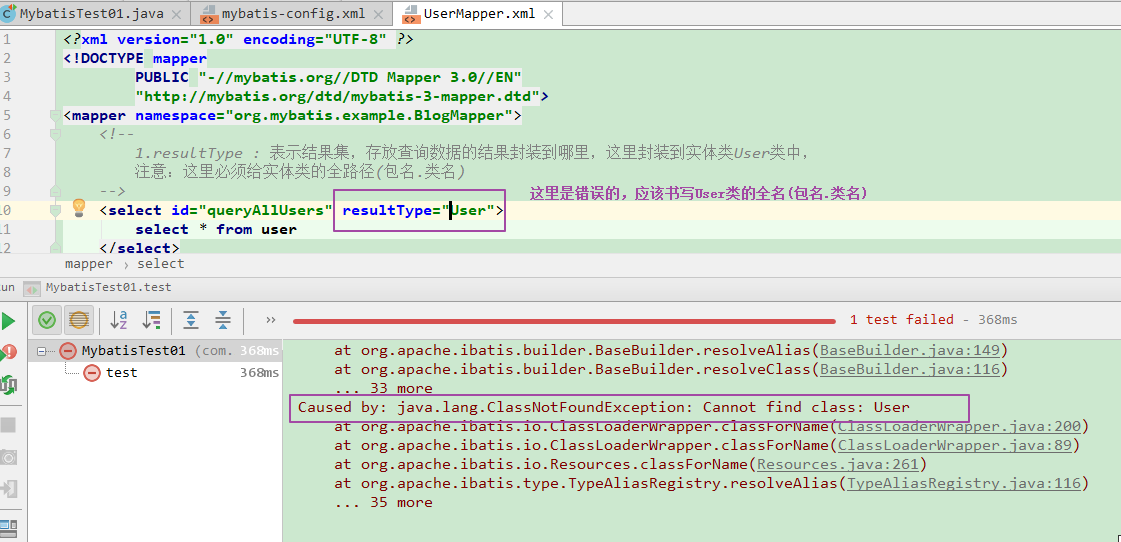 MybatisTest01.java
mybatis-config.xml
UserMapper.xml
1 <?xml version="1.0" encoding="UTF-8" ?>
2 <!DOCTYPE mapper
3 PUBLIC "-//mybatis.org//DTD Mapper 3.0//EN"
4 "http://mybatis.org/dtd/mybatis-3-mapper.dtd">
5 <mapper namespace="org.mybatis.example.BlogMapper">
6 <!--
7 1.resultType : 表示结果集，存放查询数据的结果封装到哪里，这里封装到实体类User类中，
8 注意：这里必须给实体类的全路径(包名.类名)
9 -->
这里是错误的，应该书写User类的全名(包名.类名)
10 <select id="queryAllUsers" resultType="User">
11 select * from user
12 </select>
mapper › select
un MybatisTest01.test
1 test failed - 368ms
MybatisTest01 (com. 368ms
test 368ms
at org.apache.ibatis.builder.BaseBuilder.resolveAlias(BaseBuilder.java:149)
at org.apache.ibatis.builder.BaseBuilder.resolveClass(BaseBuilder.java:116)
... 33 more
Caused by: java.lang.ClassNotFoundException: Cannot find class: User
at org.apache.ibatis.io.ClassLoaderWrapper.classForName(ClassLoaderWrapper.java:200)
at org.apache.ibatis.io.ClassLoaderWrapper.classForName(ClassLoaderWrapper.java:89)
at org.apache.ibatis.io.Resources.classForName(Resources.java:261)
at org.apache.ibatis.type.TypeAliasRegistry.resolveAlias(TypeAliasRegistry.java:116)
... 35 more